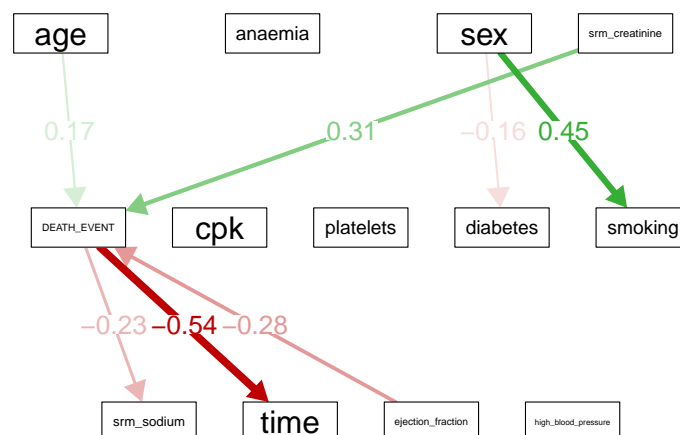 age anaemia sex srm_creatinine
0.17 0.31 −0.16 0.45
DEATH_EVENT cpk platelets diabetes smoking
−0.23 −0.54 −0.28
srm_sodium time ejection_fraction high_blood_pressure